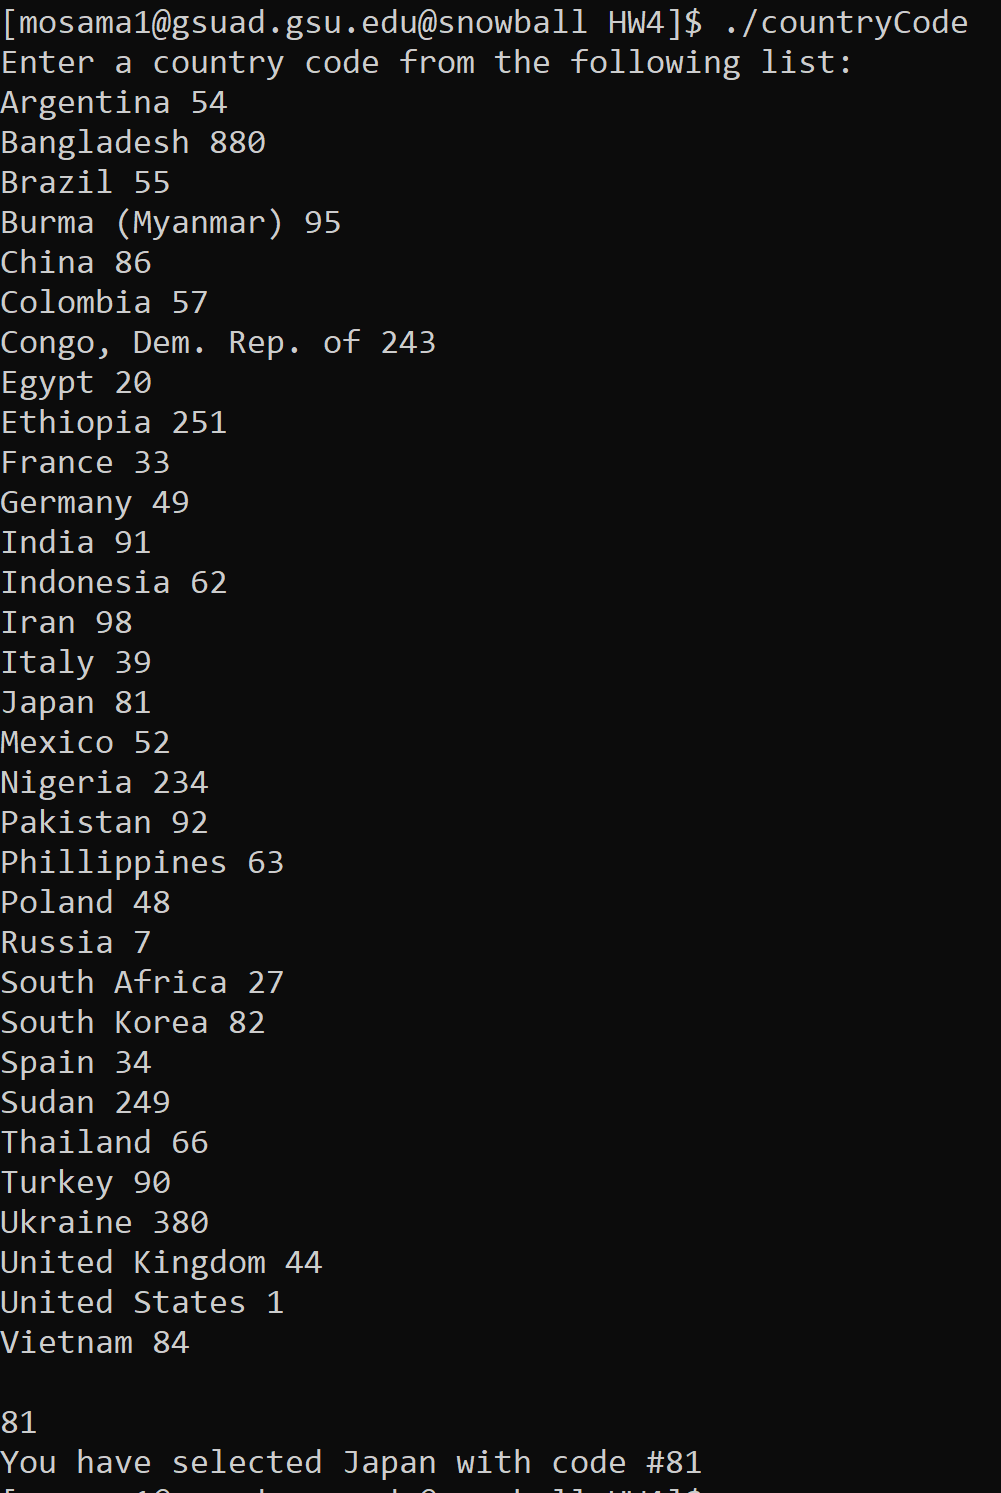 [mosama1@gsuad.gsu.edu@snowball HW4]$ ./countryCode
Enter a country code from the following list:
Argentina 54
Bangladesh 880
Brazil 55
Burma (Myanmar) 95
China 86
Colombia 57
Congo, Dem. Rep. of 243
Egypt 20
Ethiopia 251
France 33
Germany 49
India 91
Indonesia 62
Iran 98
Italy 39
Japan 81
Mexico 52
Nigeria 234
Pakistan 92
Phillippines 63
Poland 48
Russia 7
South Africa 27
South Korea 82
Spain 34
Sudan 249
Thailand 66
Turkey 90
Ukraine 380
United Kingdom 44
United States 1
Vietnam 84
81
You have selected Japan with code #81